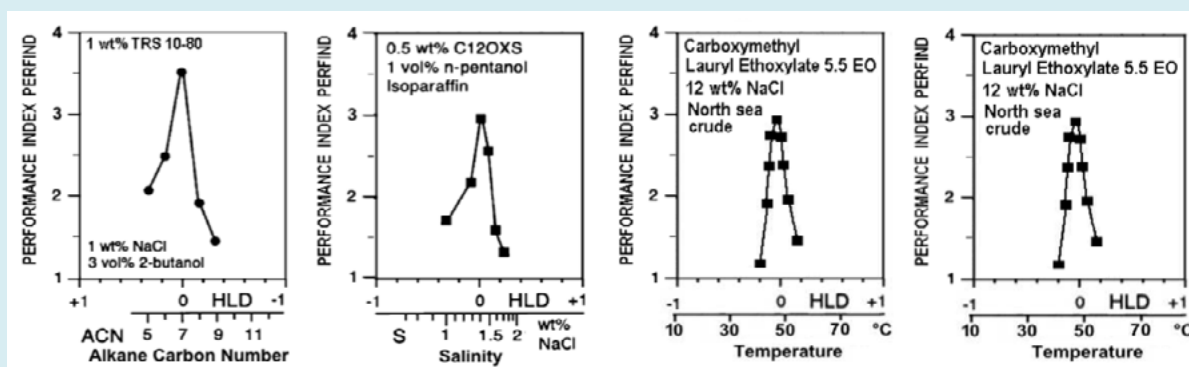 PERFORMANCE INDEX PERFIND
4
3
2
1
1 wt% TRS 10-80
1 wt% NaCl
3 vol% 2-butanol
+1 0 HLD -1
ACN 5 7 9 11
Alkane Carbon Number
PERFORMANCE INDEX PERFIND
4
3
2
1
0.5 wt% C12OXS
1 vol% n-pentanol
Isoparaffin
-1 0 HLD +1
S 1 1.5 2 wt%
NaCl
Salinity
PERFORMANCE INDEX PERFIND
4
3
2
1
Carboxymethyl
Lauryl Ethoxylate 5.5 EO
12 wt% NaCl
North sea
crude
-1 0 HLD +1
10 30 50 70 °C
Temperature
PERFORMANCE INDEX PERFIND
4
3
2
1
Carboxymethyl
Lauryl Ethoxylate 5.5 EO
12 wt% NaCl
North sea
crude
-1 0 HLD +1
10 30 50 70 °C
Temperature